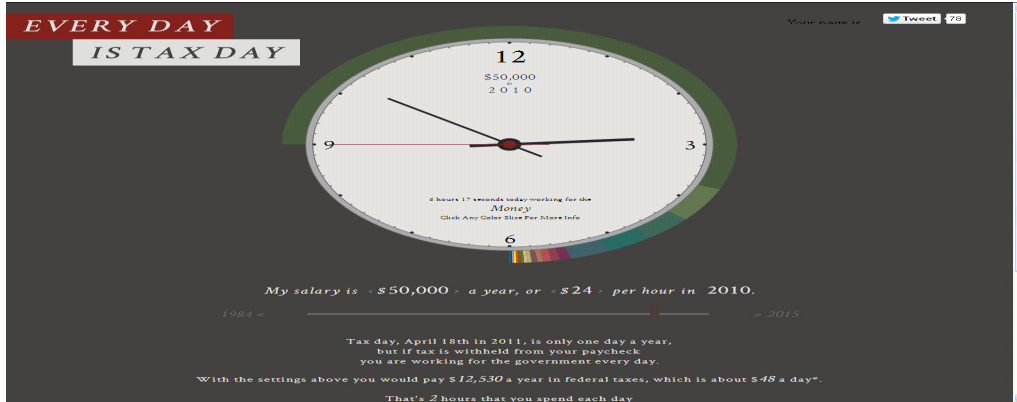 EVERY DAY
IS TAX DAY
Your name is
Tweet 78
12
$50,000
2010
9
3
6 hours 17 seconds today working for the
Money
Click Any Color Slice For More Info
6
My salary is < $50,000 > a year, or < $24 > per hour in 2010.
1984 «
» 2015
Tax day, April 18th in 2011, is only one day a year,
but if tax is withheld from your paycheck
you are working for the government every day.
With the settings above you would pay $12,530 a year in federal taxes, which is about $48 a day*.
That's 2 hours that you spend each day